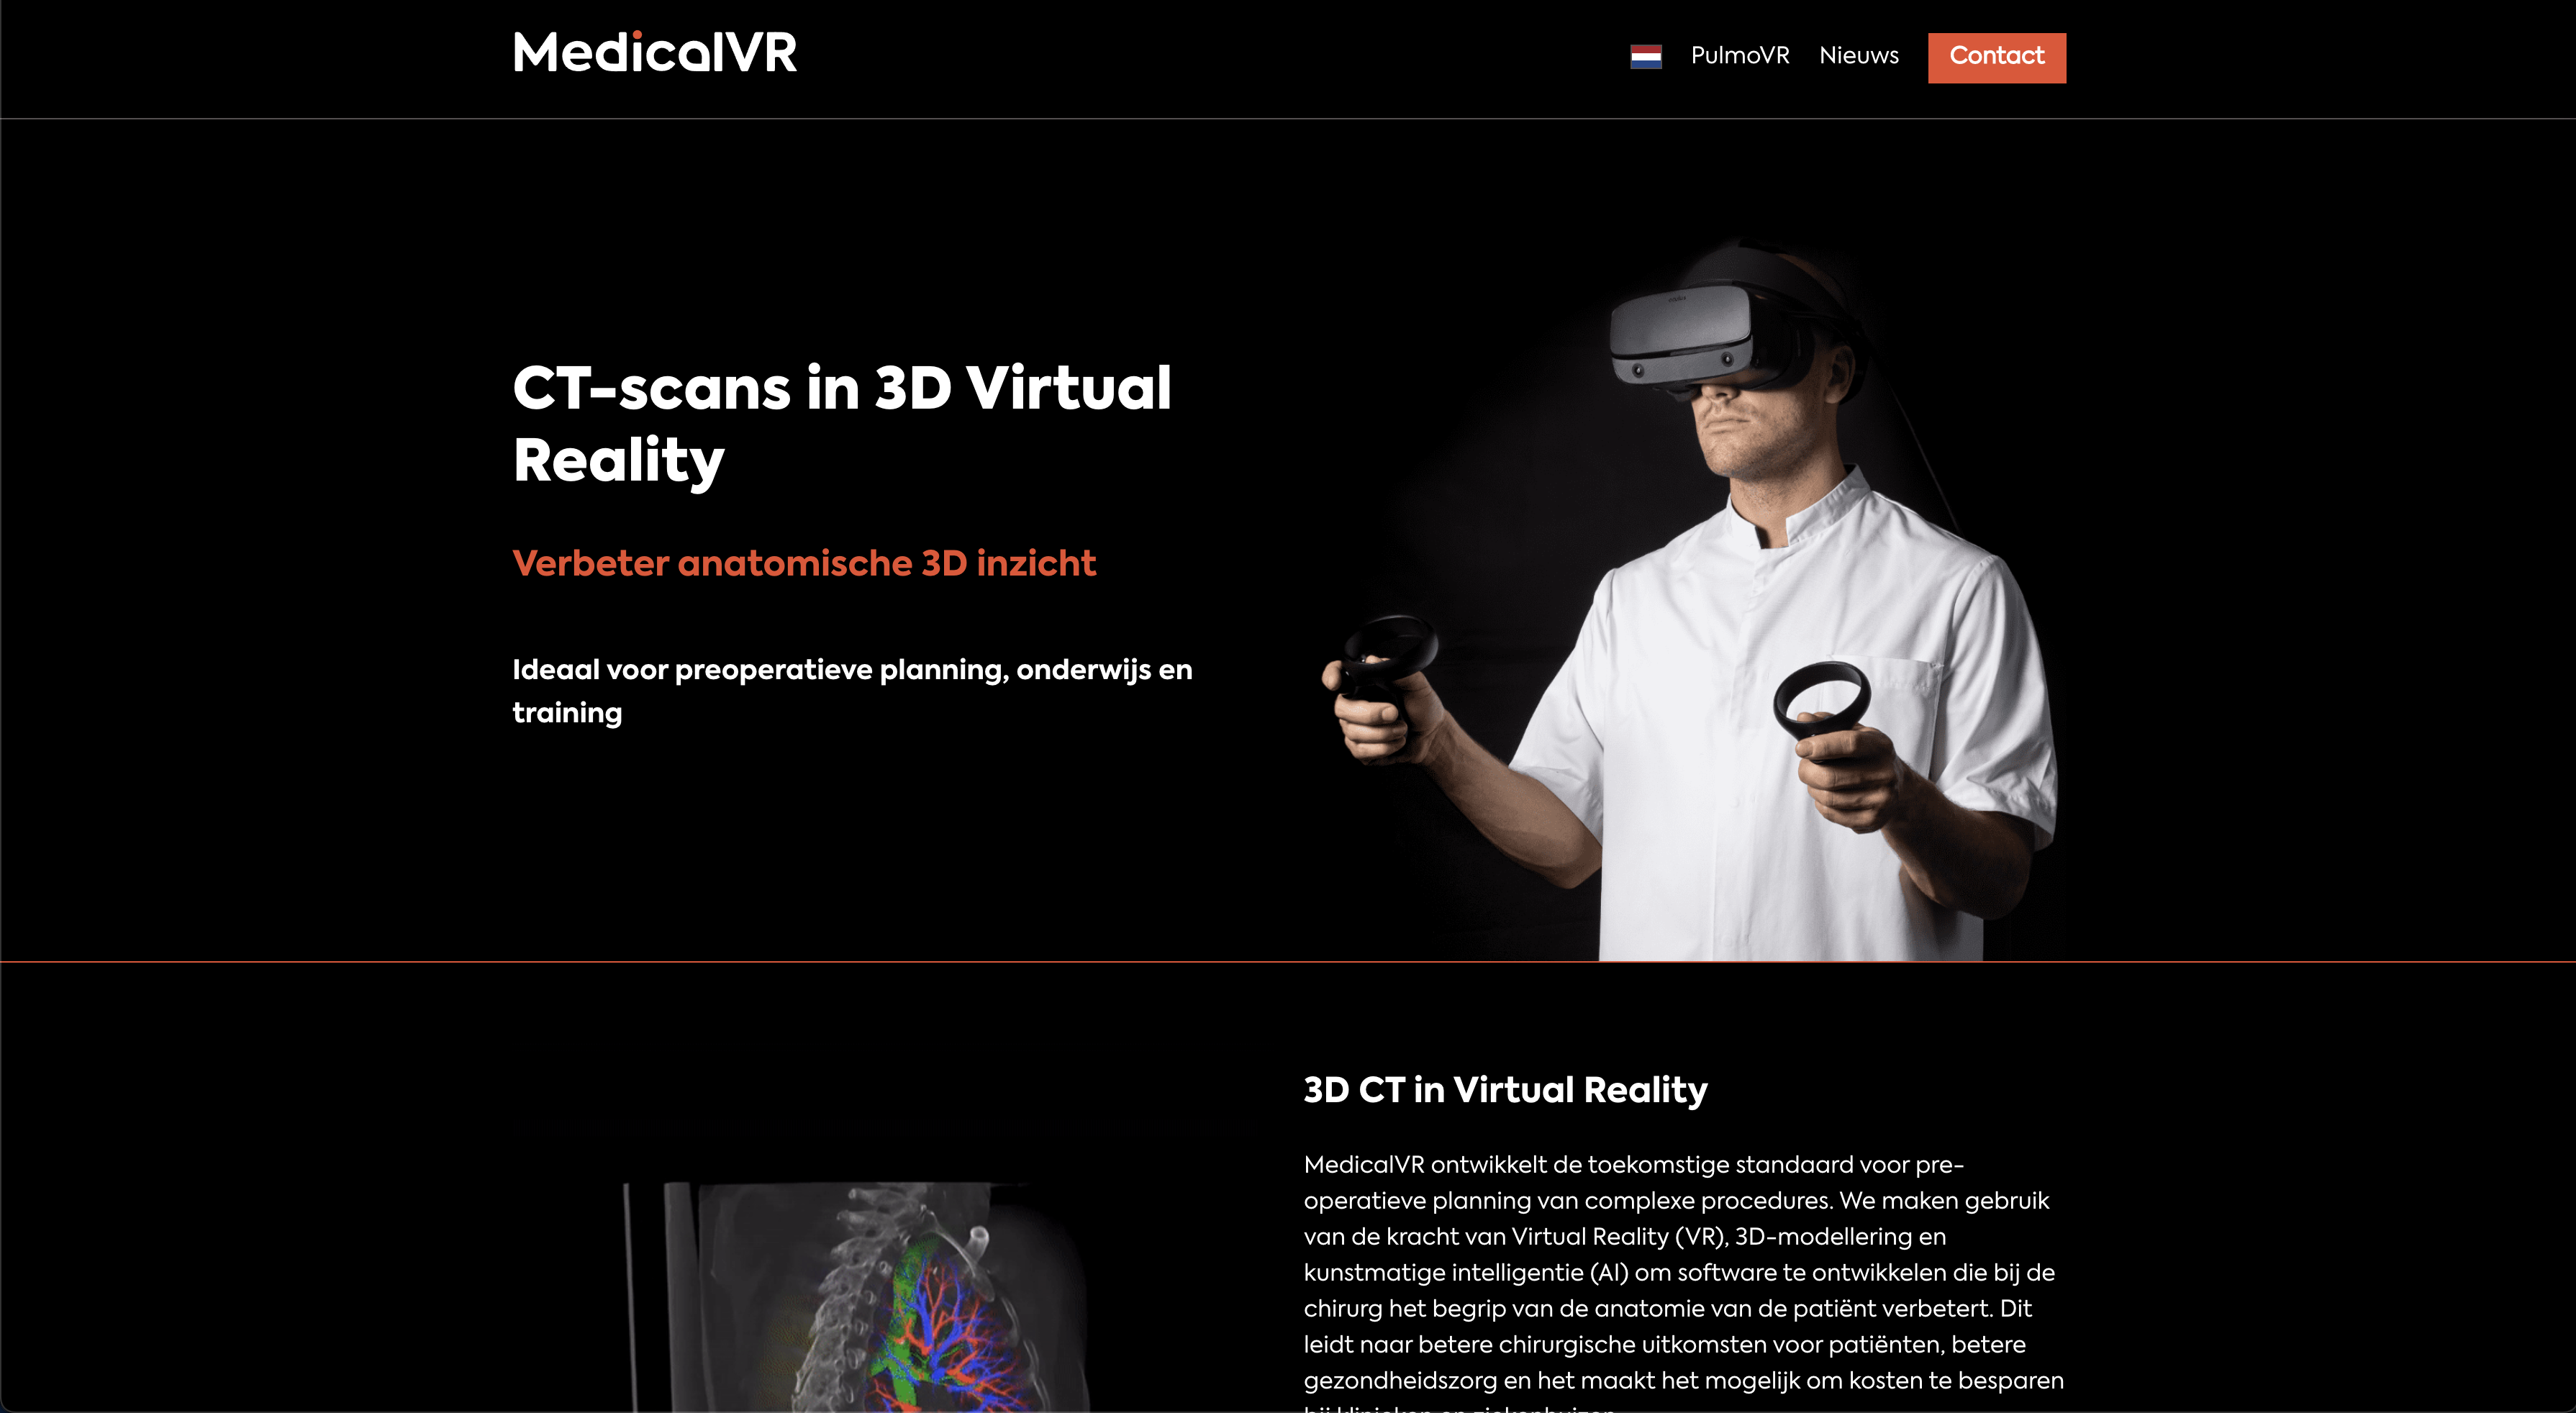 MedicalVR
PulmoVR
Nieuws
Contact
CT-scans in 3D Virtual
Reality
Verbeter anatomische 3D inzicht
Ideaal voor preoperatieve planning, onderwijs en
training
3D CT in Virtual Reality
MedicalVR ontwikkelt de toekomstige standaard voor pre-
operatieve planning van complexe procedures. We maken gebruik
van de kracht van Virtual Reality (VR), 3D-modellering en
kunstmatige intelligentie (AI) om software te ontwikkelen die bij de
chirurg het begrip van de anatomie van de patiënt verbetert. Dit
leidt naar betere chirurgische uitkomsten voor patiënten, betere
gezondheidszorg en het maakt het mogelijk om kosten te besparen